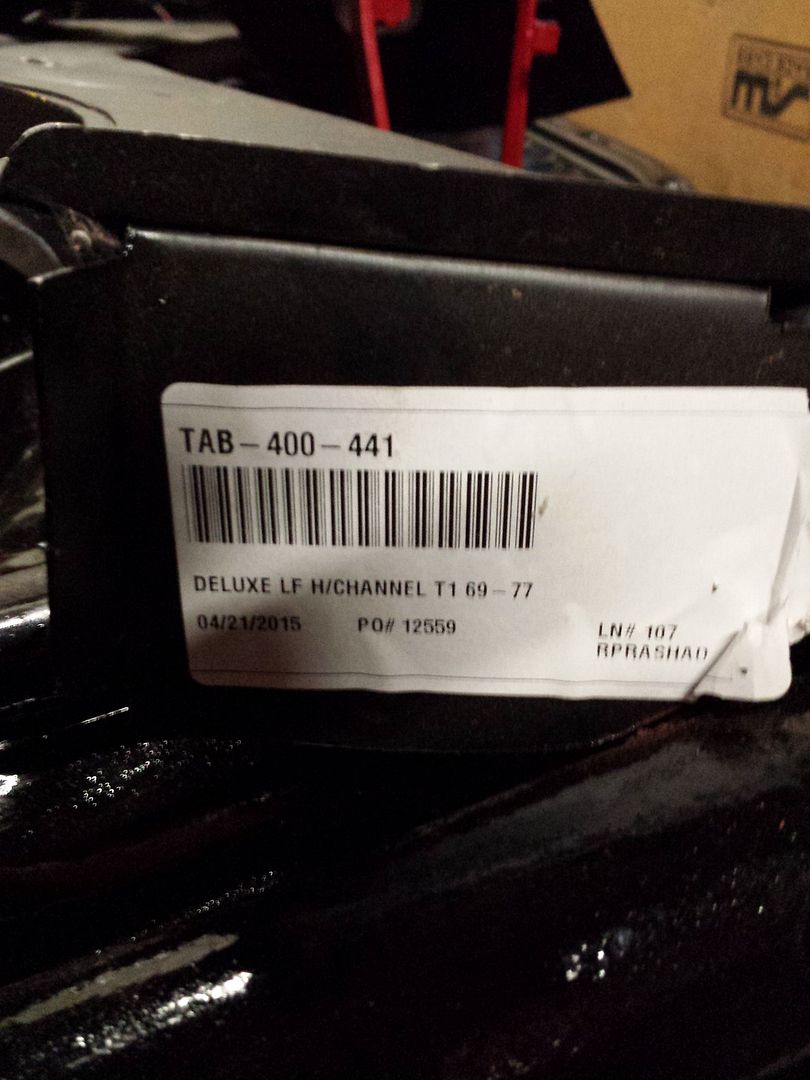 TAB-400-441
DELUXE LF H/CHANNEL T1 69-77
04/21/2015 PO# 12559
LN# 107
RPRASHAD